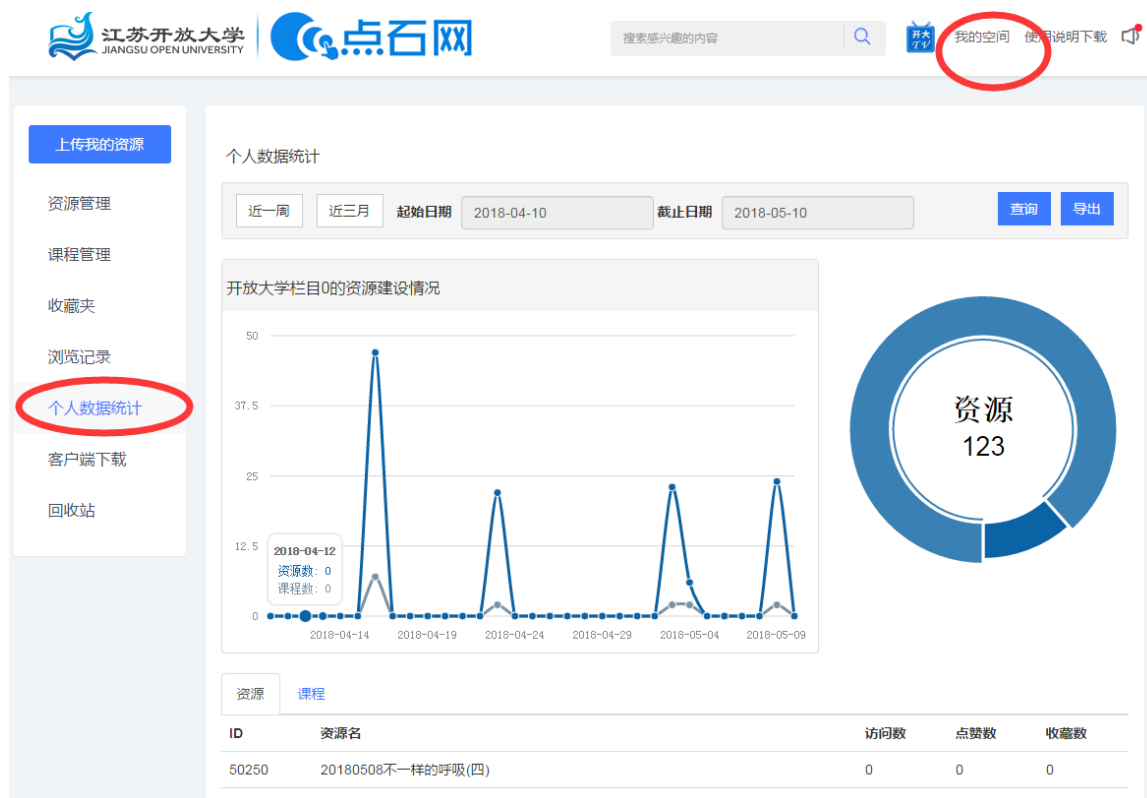 江苏开放大学
JIANGSU OPEN UNIVERSITY
点石网
搜索感兴趣的内容
开大
TV
我的空间
使用说明下载
上传我的资源
资源管理
课程管理
收藏夹
浏览记录
个人数据统计
客户端下载
回收站
个人数据统计
近一周 近三月 起始日期 2018-04-10 截止日期 2018-05-10 查询 导出
开放大学栏目0的资源建设情况
50
37.5
25
12.5
0
2018-04-12
资源数: 0
课程数: 0
2018-04-14 2018-04-19 2018-04-24 2018-04-29 2018-05-04 2018-05-09
资源
123
资源 课程
ID 资源名 访问数 点赞数 收藏数
50250 20180508不一样的呼吸(四) 0 0 0